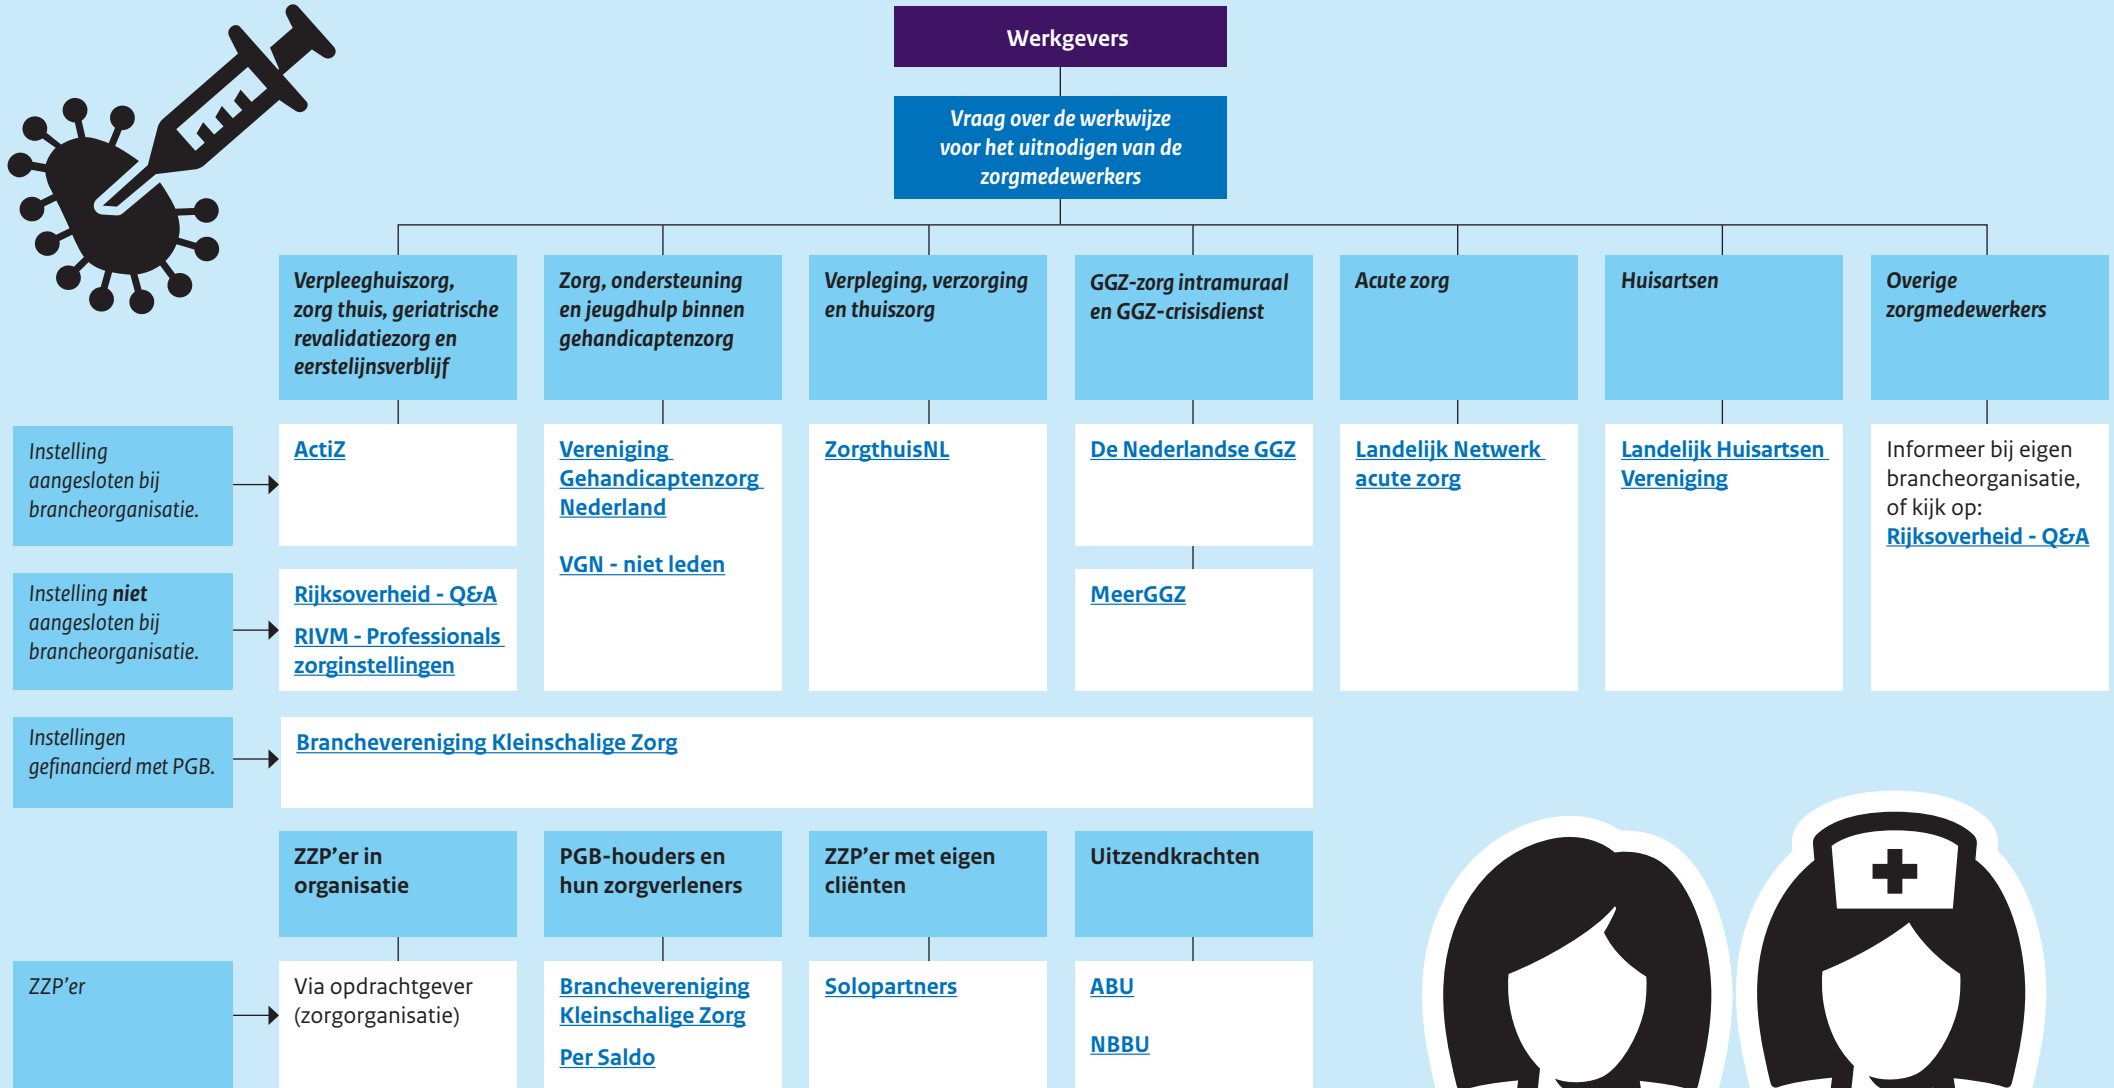 Werkgevers
Vraag over de werkwijze
voor het uitnodigen van de
zorgmedewerkers
Verpleeghuiszorg,
zorg thuis, geriatrische
revalidatiezorg en
eerstelijnsverblijf
Zorg, ondersteuning
en jeugdhulp binnen
gehandicaptenzorg
Verpleging, verzorging
en thuiszorg
GGZ-zorg intramuraal
en GGZ-crisisdienst
Acute zorg
Huisartsen
Overige
zorgmedewerkers
Instelling
aangesloten bij
brancheorganisatie.
ActiZ
Vereniging
Gehandicaptenzorg
Nederland
VGN - niet leden
ZorgthuisNL
De Nederlandse GGZ
Landelijk Netwerk
acute zorg
Landelijk Huisartsen
Vereniging
Informeer bij eigen
brancheorganisatie,
of kijk op:
Rijksoverheid - Q&A
Instelling niet
aangesloten bij
brancheorganisatie.
Rijksoverheid - Q&A
RIVM - Professionals
zorginstellingen
MeerGGZ
Instellingen
gefinancierd met PGB.
Branchevereniging Kleinschalige Zorg
ZZP’er in
organisatie
PGB-houders en
hun zorgverleners
ZZP’er met eigen
cliënten
Uitzendkrachten
ZZP’er
Via opdrachtgever
(zorgorganisatie)
Branchevereniging
Kleinschalige Zorg
Per Saldo
Solopartners
ABU
NBBU